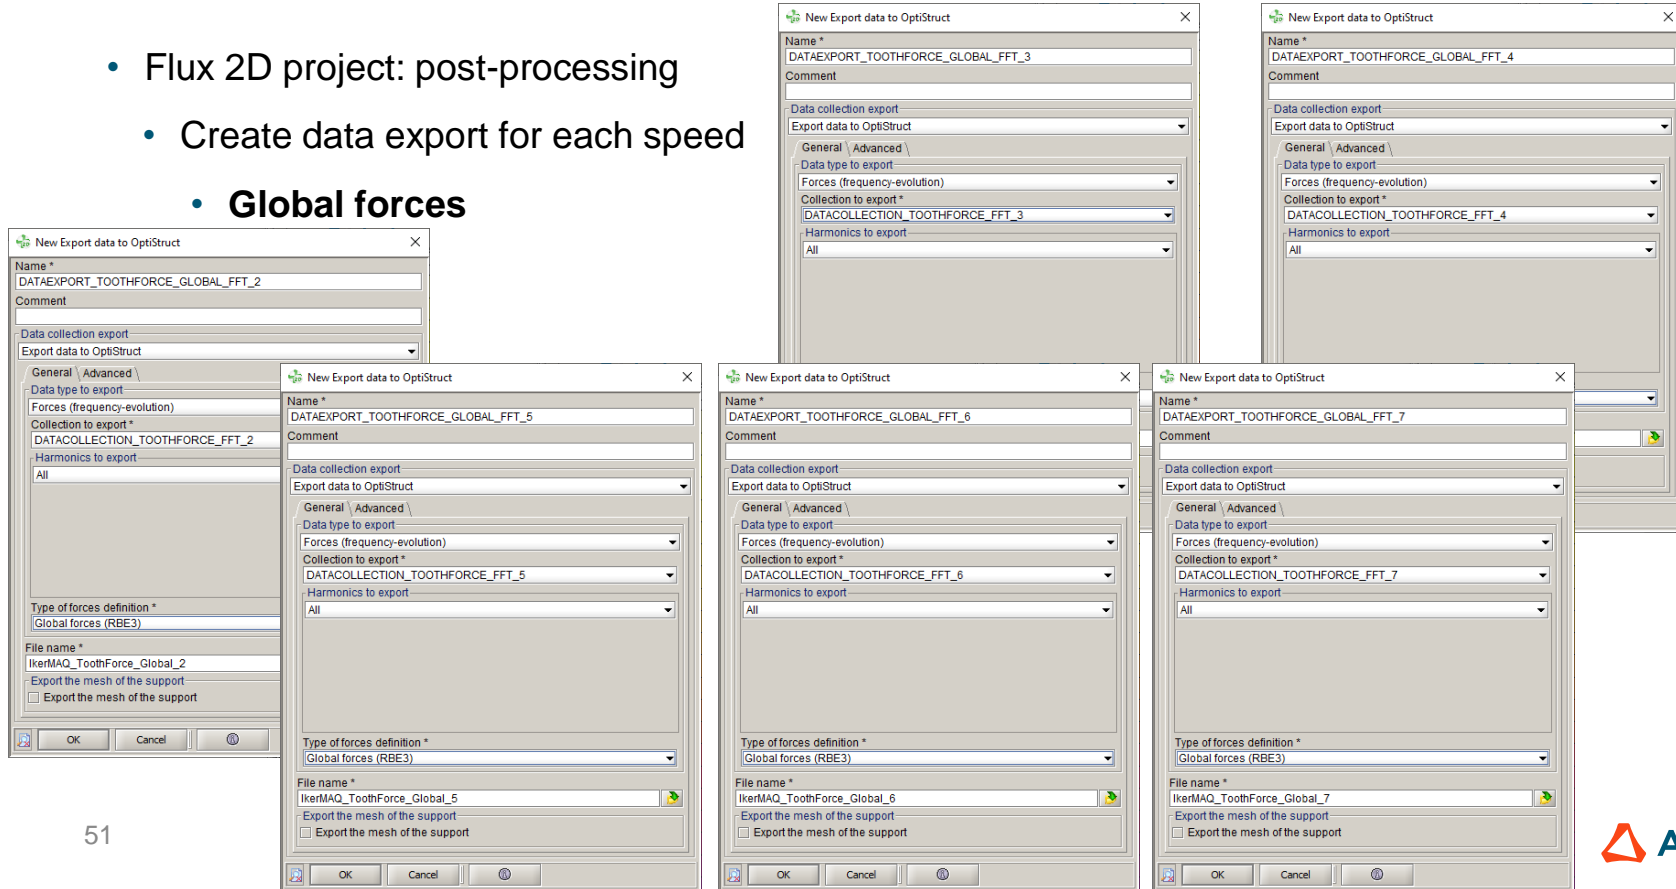 • Flux 2D project: post-processing
• Create data export for each speed
• Global forces
New Export data to OptiStruct
Name *
DATAEXPORT_TOOTHFORCE_GLOBAL_FFT_3
Comment
Data collection export
Export data to OptiStruct
General Advanced
Data type to export
Forces (frequency-evolution)
Collection to export *
DATACOLLECTION_TOOTHFORCE_FFT_3
Harmonics to export
All
New Export data to OptiStruct
Name *
DATAEXPORT_TOOTHFORCE_GLOBAL_FFT_4
Comment
Data collection export
Export data to OptiStruct
General Advanced
Data type to export
Forces (frequency-evolution)
Collection to export *
DATACOLLECTION_TOOTHFORCE_FFT_4
Harmonics to export
All
New Export data to OptiStruct
Name *
DATAEXPORT_TOOTHFORCE_GLOBAL_FFT_2
Comment
Data collection export
Export data to OptiStruct
General Advanced
Data type to export
Forces (frequency-evolution)
Collection to export *
DATACOLLECTION_TOOTHFORCE_FFT_2
Harmonics to export
All
Type of forces definition *
Global forces (RBE3)
File name *
IkerMAQ_ToothForce_Global_2
Export the mesh of the support
Export the mesh of the support
OK Cancel
New Export data to OptiStruct
Name *
DATAEXPORT_TOOTHFORCE_GLOBAL_FFT_5
Comment
Data collection export
Export data to OptiStruct
General Advanced
Data type to export
Forces (frequency-evolution)
Collection to export *
DATACOLLECTION_TOOTHFORCE_FFT_5
Harmonics to export
All
Type of forces definition *
Global forces (RBE3)
File name *
IkerMAQ_ToothForce_Global_5
Export the mesh of the support
Export the mesh of the support
OK Cancel
New Export data to OptiStruct
Name *
DATAEXPORT_TOOTHFORCE_GLOBAL_FFT_6
Comment
Data collection export
Export data to OptiStruct
General Advanced
Data type to export
Forces (frequency-evolution)
Collection to export *
DATACOLLECTION_TOOTHFORCE_FFT_6
Harmonics to export
All
Type of forces definition *
Global forces (RBE3)
File name *
IkerMAQ_ToothForce_Global_6
Export the mesh of the support
Export the mesh of the support
OK Cancel
New Export data to OptiStruct
Name *
DATAEXPORT_TOOTHFORCE_GLOBAL_FFT_7
Comment
Data collection export
Export data to OptiStruct
General Advanced
Data type to export
Forces (frequency-evolution)
Collection to export *
DATACOLLECTION_TOOTHFORCE_FFT_7
Harmonics to export
All
Type of forces definition *
Global forces (RBE3)
File name *
IkerMAQ_ToothForce_Global_7
Export the mesh of the support
Export the mesh of the support
OK Cancel
51